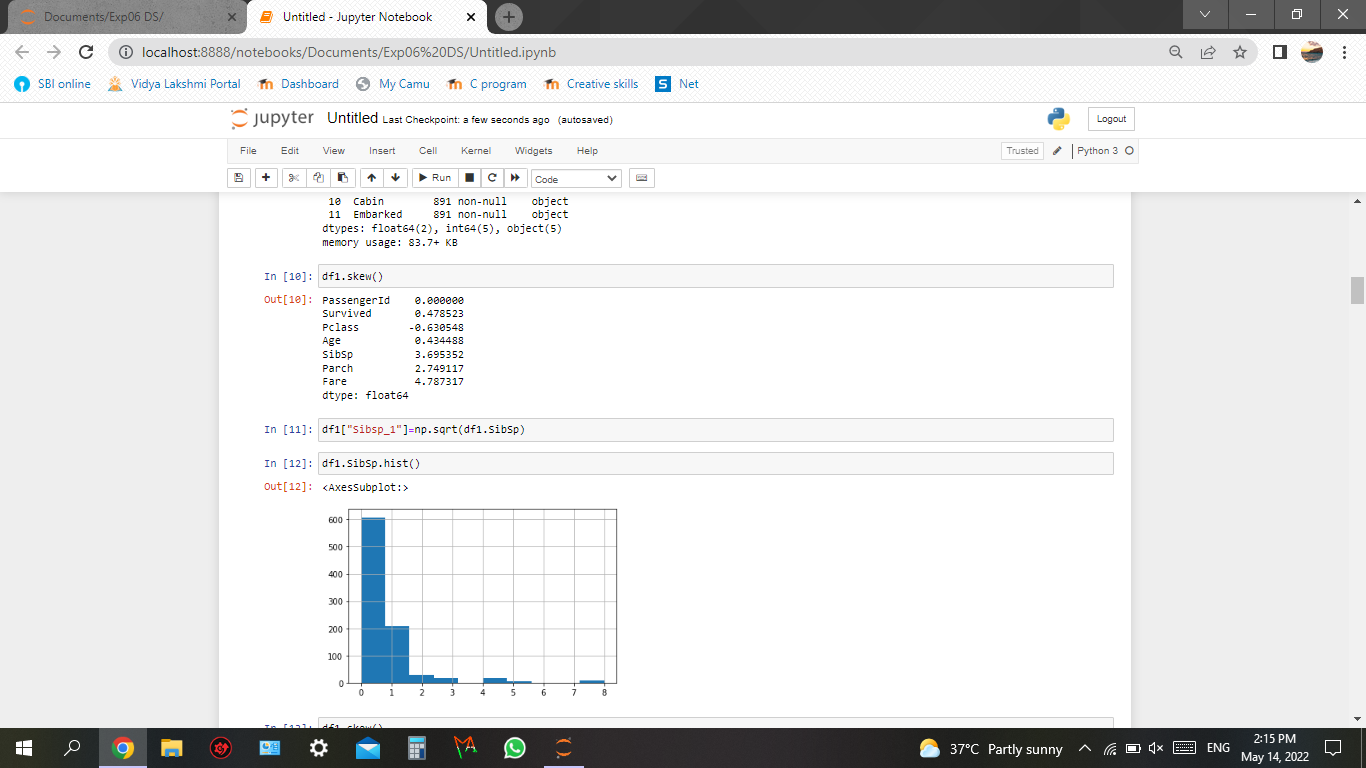 Documents/Exp06 DS/
Untitled - Jupyter Notebook
localhost:8888/notebooks/Documents/Exp06%20DS/Untitled.ipynb
SBI online
Vidya Lakshmi Portal
Dashboard
My Camu
C program
Creative skills
S Net
jupyter Untitled Last Checkpoint: a few seconds ago (autosaved)
Logout
File Edit View Insert Cell Kernel Widgets Help
Trusted
Python 3
Run
Code
10 Cabin 891 non-null object
11 Embarked 891 non-null object
dtypes: float64(2), int64(5), object(5)
memory usage: 83.7+ KB
In [10]: df1.skew()
Out[10]: PassengerId 0.000000
Survived 0.478523
Pclass -0.630548
Age 0.434488
SibSp 3.695352
Parch 2.749117
Fare 4.787317
dtype: float64
In [11]: df1["Sibsp_1"]=np.sqrt(df1.SibSp)
In [12]: df1.SibSp.hist()
Out[12]: <AxesSubplot:>
600
500
400
300
200
100
0
0 1 2 3 4 5 6 7 8
In [13]: df1.skew()
37°C Partly sunny
ENG
2:15 PM
May 14, 2022